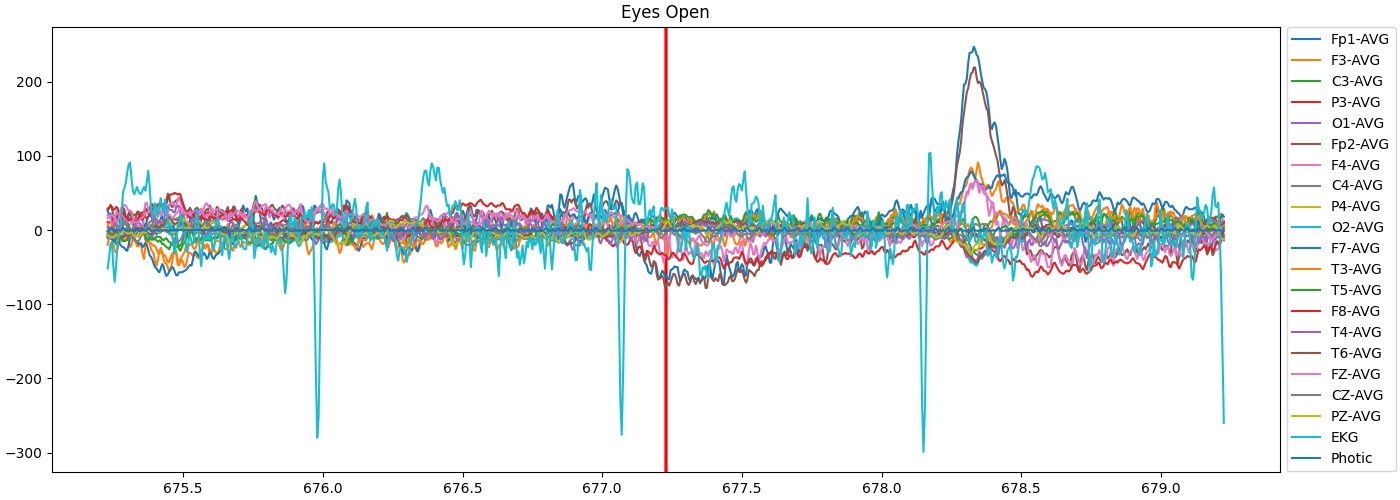 Eyes Open
200
100
0
−100
−200
−300
675.5 676.0 676.5 677.0 677.5 678.0 678.5 679.0
Fp1-AVG
F3-AVG
C3-AVG
P3-AVG
O1-AVG
Fp2-AVG
F4-AVG
C4-AVG
P4-AVG
O2-AVG
F7-AVG
T3-AVG
T5-AVG
F8-AVG
T4-AVG
T6-AVG
FZ-AVG
CZ-AVG
PZ-AVG
EKG
Photic